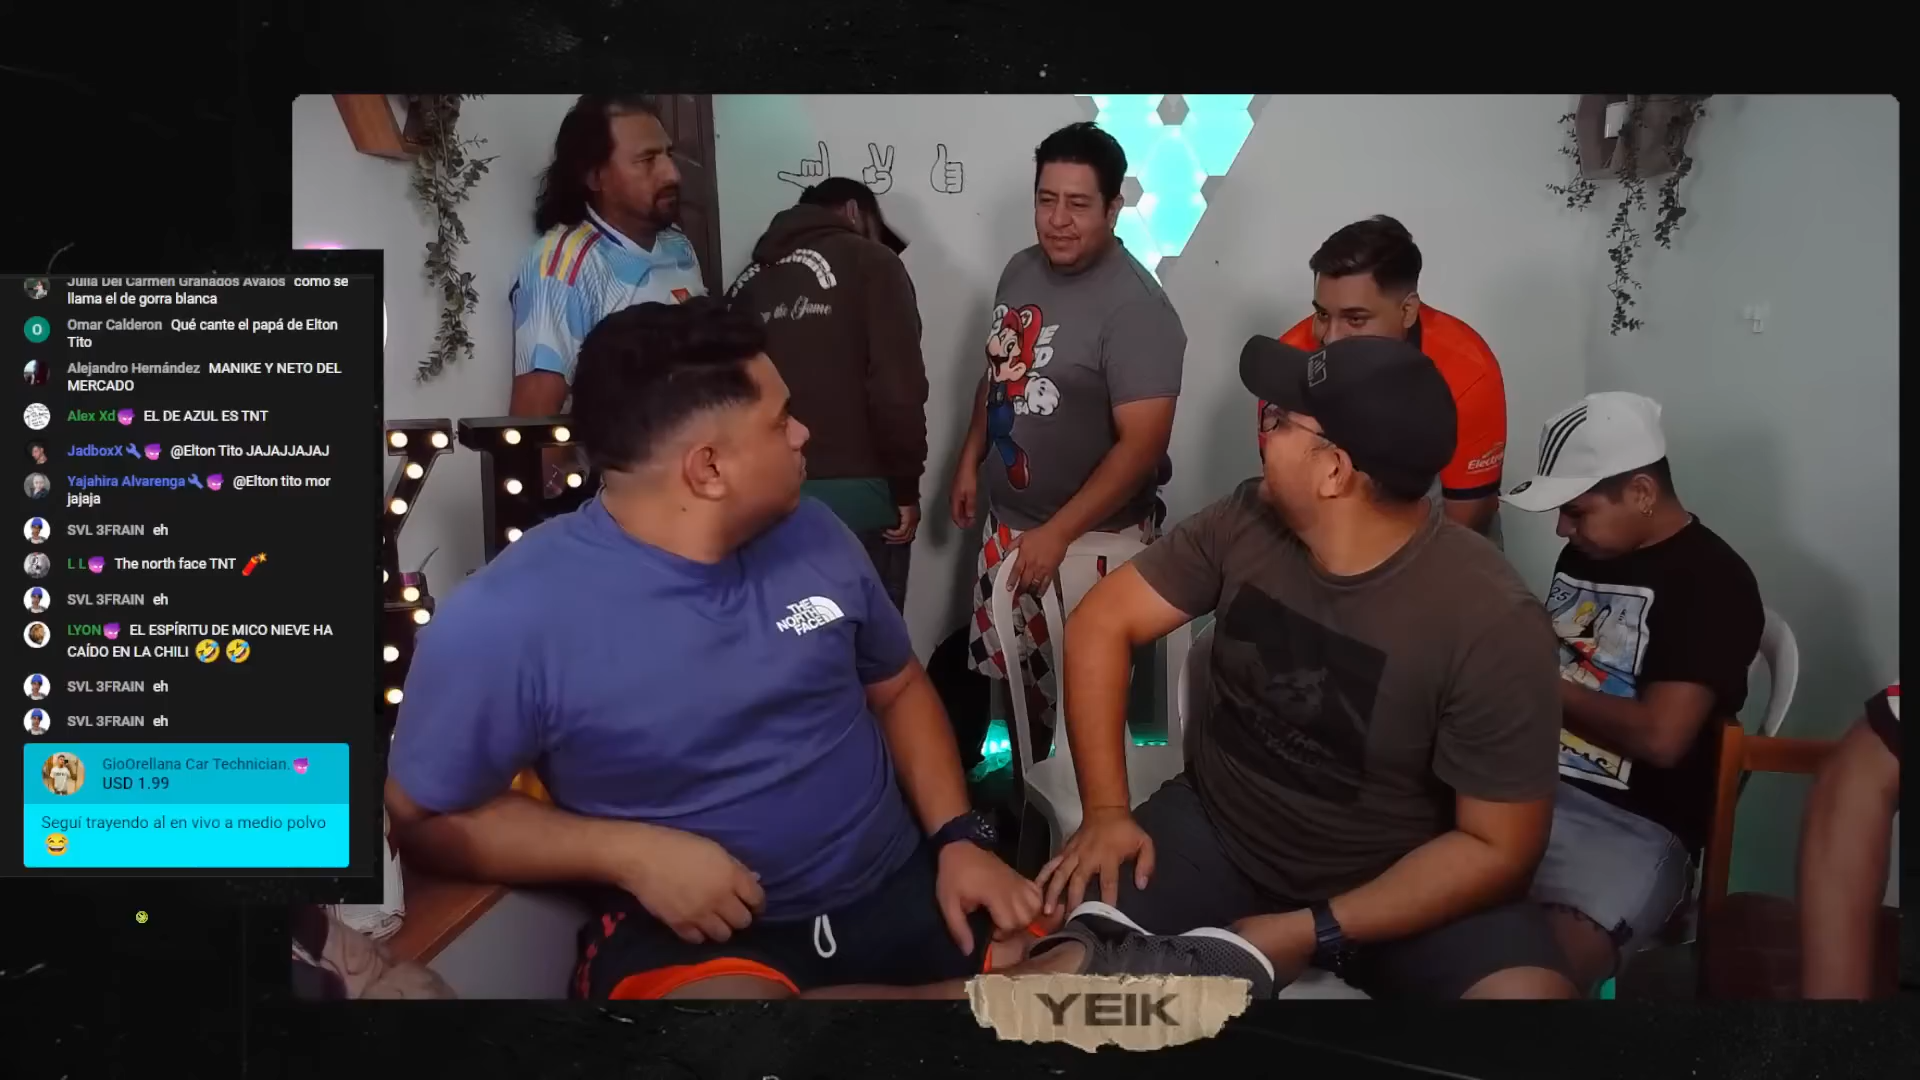 Julia Del Carmen Granados Avalos como se
llama el de gorra blanca
O
Omar Calderon Qué cante el papá de Elton
Tito
Alejandro Hernández MANIKE Y NETO DEL
MERCADO
Alex Xd EL DE AZUL ES TNT
JadboxX @Elton Tito JAJAJJAJAJ
Yajahira Alvarenga @Elton tito mor
jajaja
SVL 3FRAIN eh
L L The north face TNT
SVL 3FRAIN eh
LYON EL ESPÍRITU DE MICO NIEVE HA
CAÍDO EN LA CHILI
SVL 3FRAIN eh
SVL 3FRAIN eh
GioOrellana Car Technician.
USD 1.99
Seguí trayendo al en vivo a medio polvo
THE
NORTH
FACE
YEIK